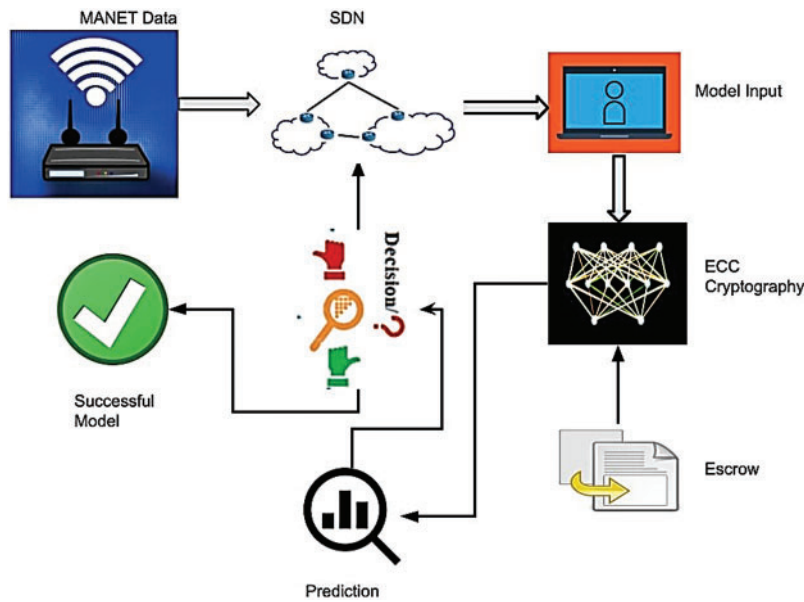 MANET Data
SDN
Model Input
Decision/
?
ECC
Cryptography
Successful
Model
Escrow
Prediction